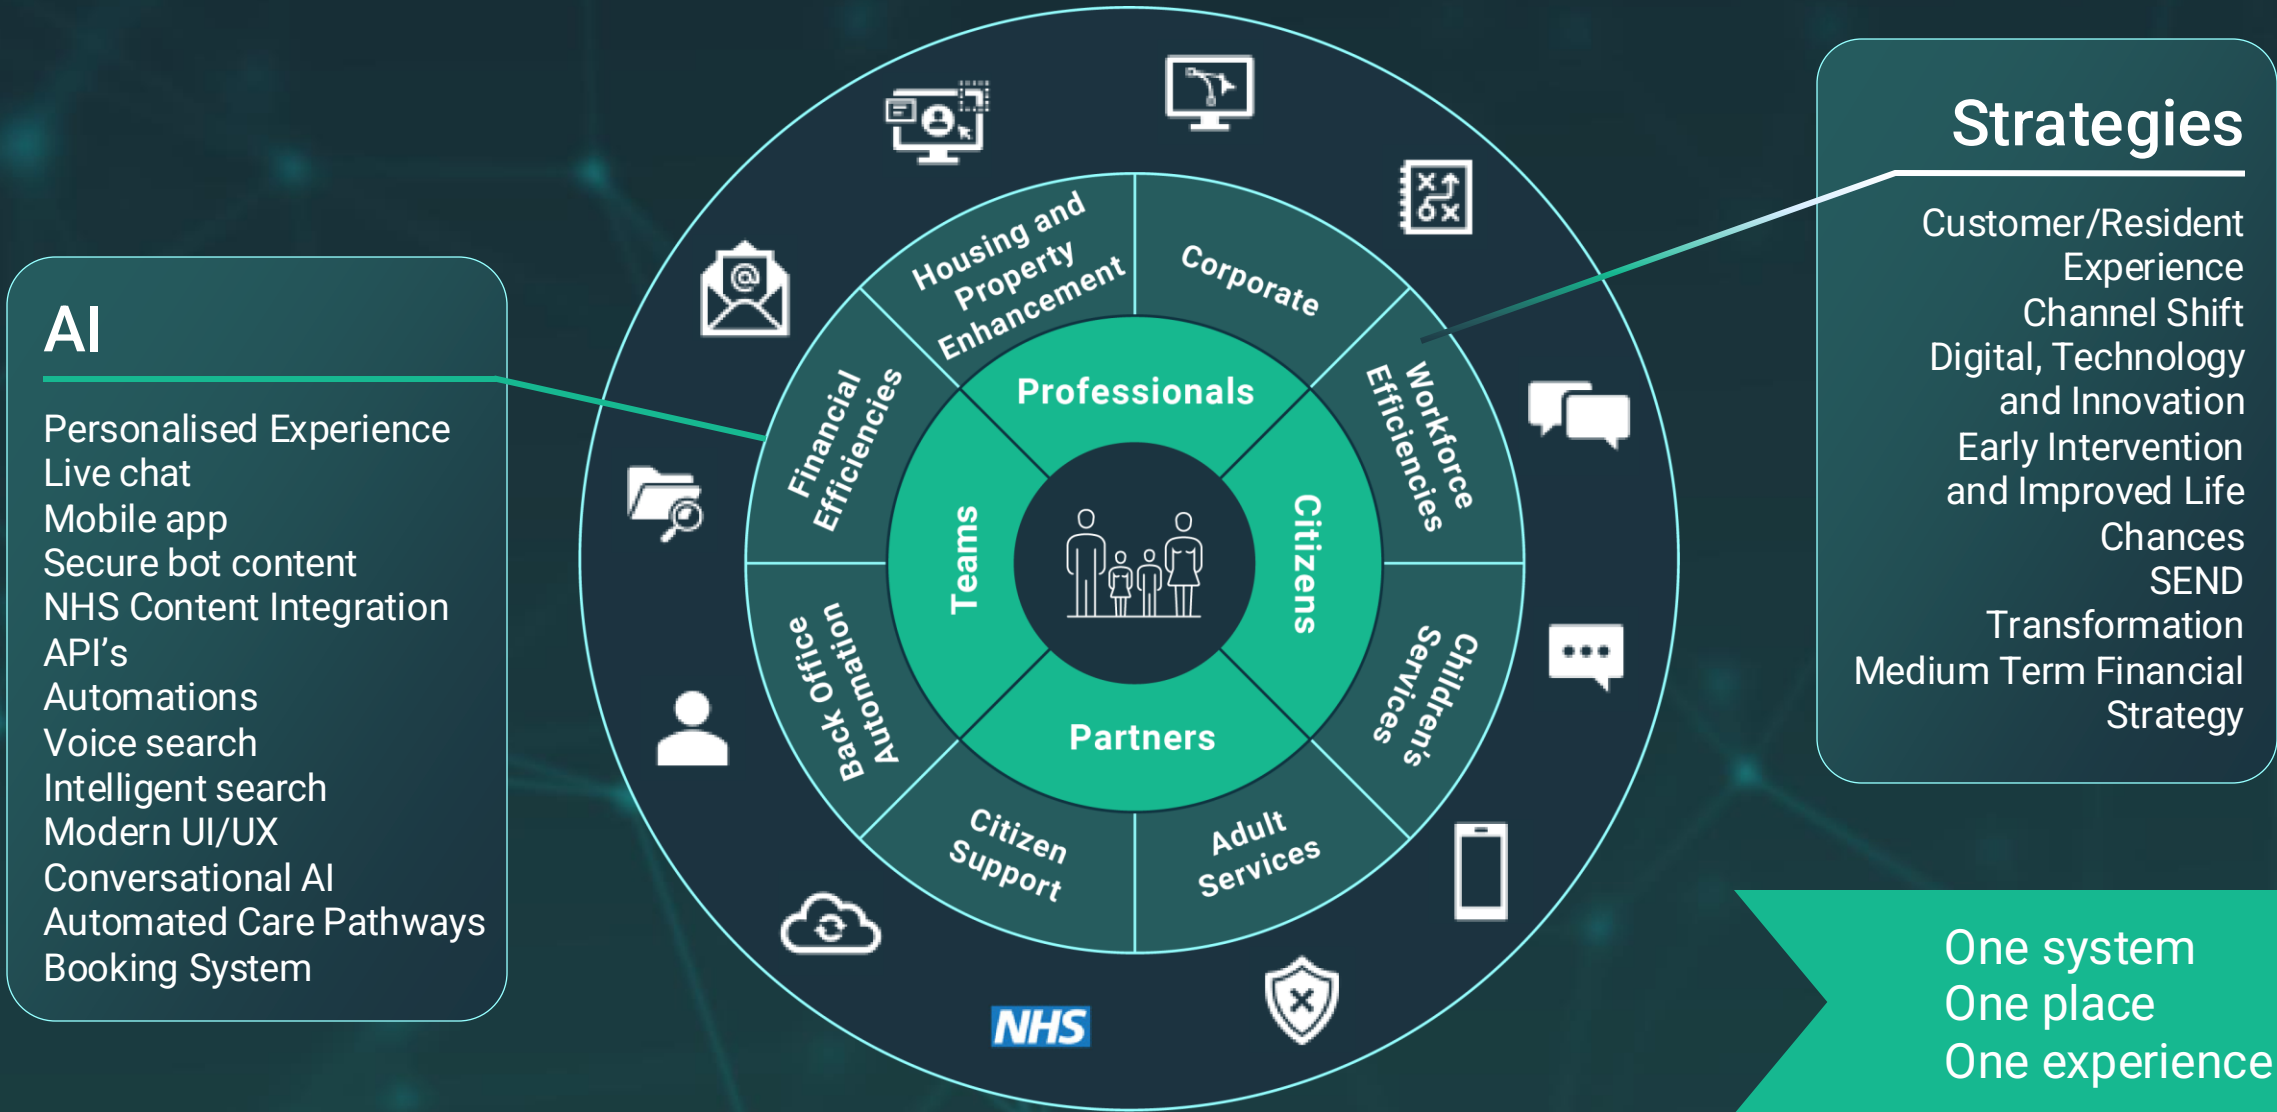 AI
Personalised Experience
Live chat
Mobile app
Secure bot content
NHS Content Integration
API’s
Automations
Voice search
Intelligent search
Modern UI/UX
Conversational AI
Automated Care Pathways
Booking System
Housing and
Property
Enhancement
Corporate
Workforce
Efficiencies
Children's
Services
Adult
Services
Citizen
Support
Back Office
Automation
Financial
Efficiencies
Professionals
Citizens
Partners
Teams
@
NHS
Strategies
Customer/Resident
Experience
Channel Shift
Digital, Technology
and Innovation
Early Intervention
and Improved Life
Chances
SEND
Transformation
Medium Term Financial
Strategy
One system
One place
One experience